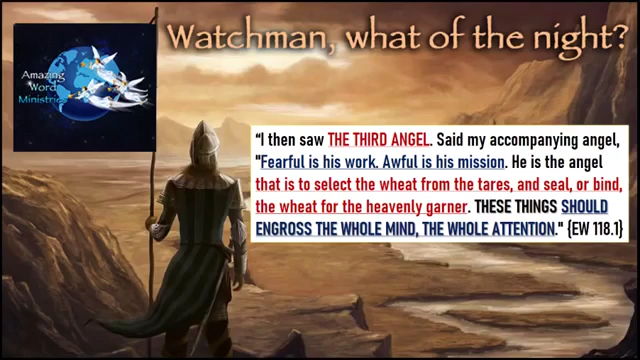 Watchman, what of the night?
Amazing
Word
Ministries
“I then saw THE THIRD ANGEL. Said my accompanying angel,
"Fearful is his work. Awful is his mission. He is the angel
that is to select the wheat from the tares, and seal, or bind,
the wheat for the heavenly garner. THESE THINGS SHOULD
ENGROSS THE WHOLE MIND, THE WHOLE ATTENTION." {EW 118.1}